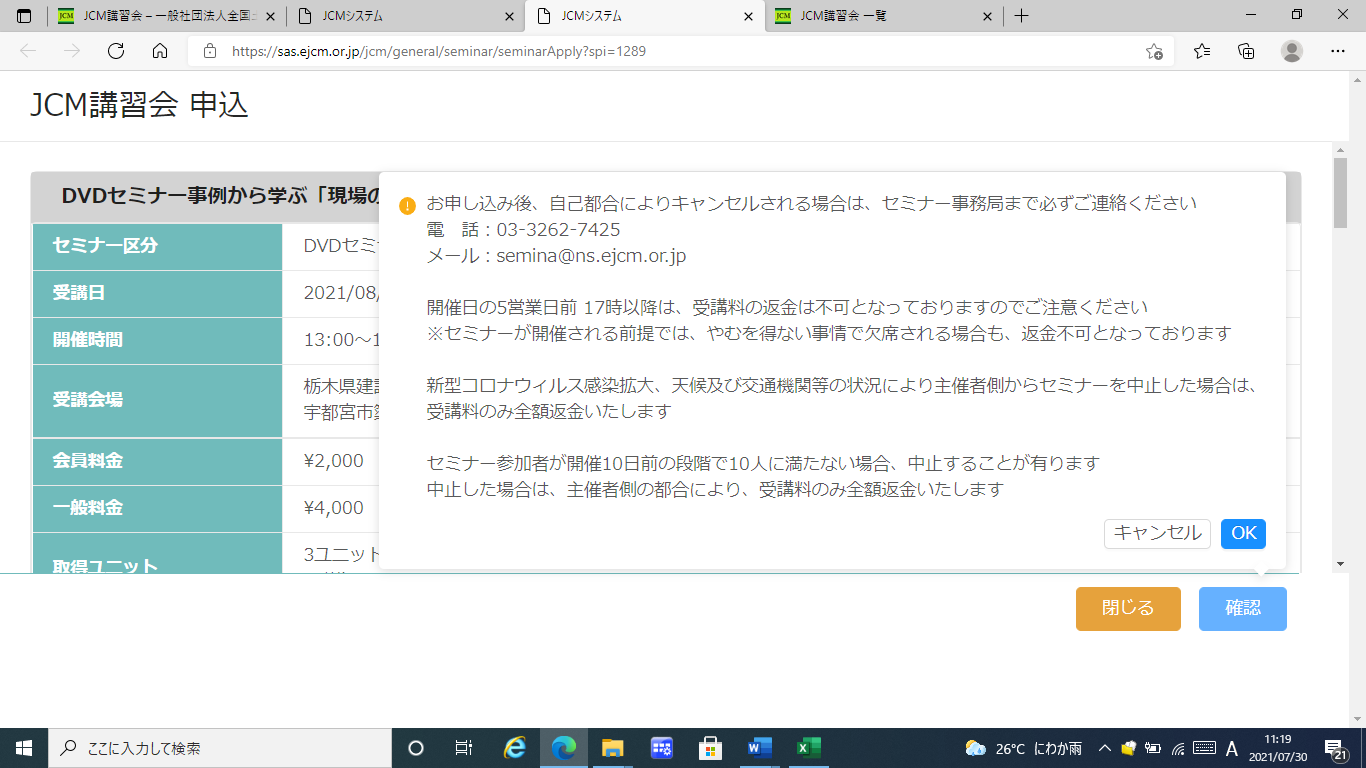 JCM講習会 – 一般社団法人全国土
JCMシステム
JCMシステム
JCM講習会 一覧
https://sas.ejcm.or.jp/jcm/general/seminar/seminarApply?spi=1289
JCM講習会 申込
DVDセミナー事例から学ぶ「現場の
お申し込み後、自己都合によりキャンセルされる場合は、セミナー事務局まで必ずご連絡ください
電　話：03-3262-7425
メール：semina@ns.ejcm.or.jp
開催日の5営業日前 17時以降は、受講料の返金は不可となっておりますのでご注意ください
※セミナーが開催される前提では、やむを得ない事情で欠席される場合も、返金不可となっております
新型コロナウィルス感染拡大、天候及び交通機関等の状況により主催者側からセミナーを中止した場合は、
受講料のみ全額返金いたします
セミナー参加者が開催10日前の段階で10人に満たない場合、中止することが有ります
中止した場合は、主催者側の都合により、受講料のみ全額返金いたします
キャンセル
OK
セミナー区分
DVDセミ
受講日
2021/08/
開催時間
13:00～1
受講会場
栃木県建設
宇都宮市
会員料金
¥2,000
一般料金
¥4,000
取得ユニット
3ユニット
閉じる
確認
ここに入力して検索
26°C にわか雨
A
11:19
2021/07/30
21